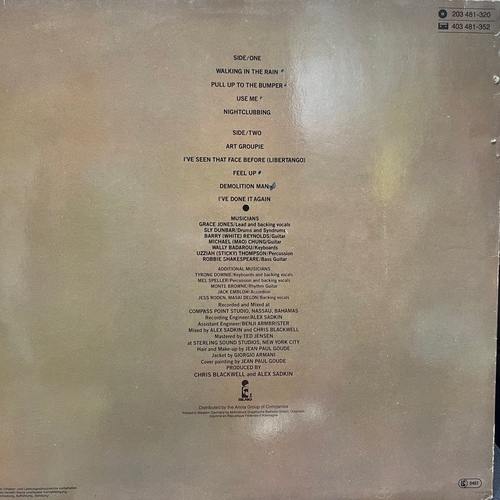 203 481-320
403 481-352
SIDE/ONE
WALKING IN THE RAIN
PULL UP TO THE BUMPER
USE ME
NIGHTCLUBBING
SIDE/TWO
ART GROUPIE
I'VE SEEN THAT FACE BEFORE (LIBERTANGO)
FEEL UP
DEMOLITION MAN
I'VE DONE IT AGAIN
MUSICIANS
GRACE JONES/Lead and backing vocals
SLY DUNBAR/Drums and Syndrums
BARRY (WHITE) REYNOLDS/Guitar
MICHAEL (MAO) CHUNG/Guitar
WALLY BADAROU/Keyboards
UZZIAH (STICKY) THOMPSON/Percussion
ROBBIE SHAKESPEARE/Bass Guitar
ADDITIONAL MUSICIANS
TYRONE DOWNIE/Keyboards and backing vocals
MEL SPELLER/Percussion and backing vocals
MONTE BROWNE/Rhythm Guitar
JACK EMBLOW/Accordion
JESS RODEN, MASAI DELON/Backing vocals
Recorded and Mixed at
COMPASS POINT STUDIO, NASSAU, BAHAMAS
Recording Engineer/ALEX SADKIN
Assistant Engineer/BENJI ARMBRISTER
Mixed by ALEX SADKIN and CHRIS BLACKWELL
Mastered by TED JENSEN
at STERLING SOUND STUDIOS, NEW YORK CITY
Hair and Make-up by JEAN PAUL GOUDE
Jacket by GIORGIO ARMANI
Cover painting by JEAN PAUL GOUDE
PRODUCED BY
CHRIS BLACKWELL and ALEX SADKIN
ISLAND
Distributed by the Ariola Group of Companies